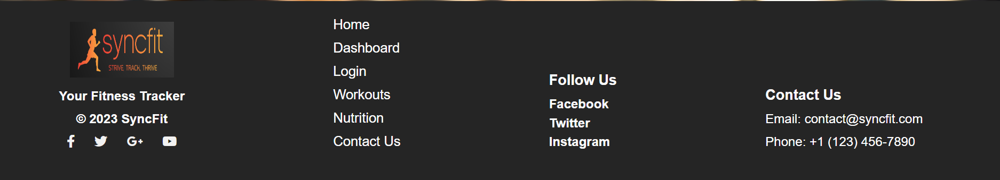 syncfit
STRIVE, TRACK, THRIVE
Your Fitness Tracker
© 2023 SyncFit
Home
Dashboard
Login
Workouts
Nutrition
Contact Us
Follow Us
Facebook
Twitter
Instagram
Contact Us
Email: contact@syncfit.com
Phone: +1 (123) 456-7890